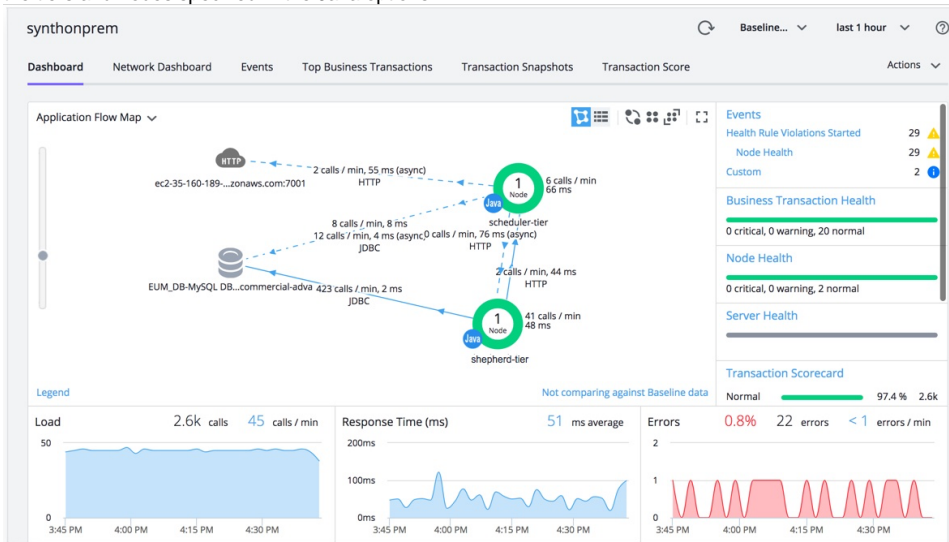 synthonprem
Baseline...
last 1 hour
Dashboard
Network Dashboard
Events
Top Business Transactions
Transaction Snapshots
Transaction Score
Actions
Application Flow Map
HTTP
ec2-35-160-189-...zonaws.com:7001
2 calls / min, 55 ms (async)
HTTP
1
Node
6 calls / min
66 ms
Java
scheduler-tier
8 calls / min, 8 ms
12 calls / min, 4 ms (async)
JDBC
0 calls / min, 76 ms (async)
HTTP
2 calls / min, 44 ms
HTTP
EUM_DB-MySQL DB...commercial-adva
423 calls / min, 2 ms
JDBC
1
Node
41 calls / min
48 ms
Java
shepherd-tier
Legend
Not comparing against Baseline data
Events
Health Rule Violations Started 29
Node Health 29
Custom 2
Business Transaction Health
0 critical, 0 warning, 20 normal
Node Health
0 critical, 0 warning, 2 normal
Server Health
Transaction Scorecard
Normal 97.4 % 2.6k
Load 2.6k calls 45 calls / min
50
0
3:45 PM 4:00 PM 4:15 PM 4:30 PM
Response Time (ms) 51 ms average
200ms
100ms
0ms
3:45 PM 4:00 PM 4:15 PM 4:30 PM
Errors 0.8% 22 errors < 1 errors / min
2
1
0
3:45 PM 4:00 PM 4:15 PM 4:30 PM